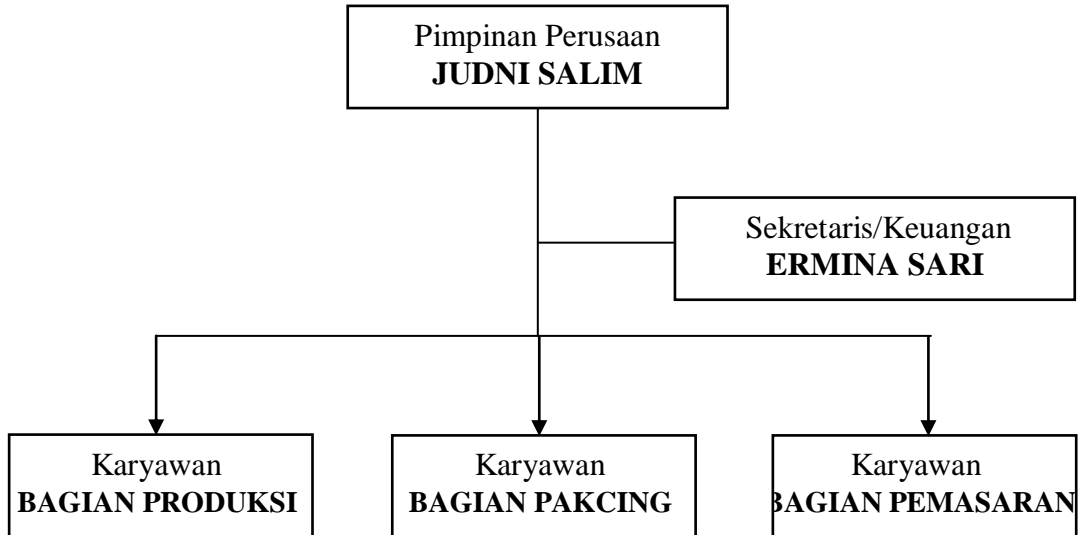 Pimpinan Perusaan
JUDNI SALIM
Sekretaris/Keuangan
ERMINA SARI
Karyawan
BAGIAN PRODUKSI
Karyawan
BAGIAN PAKCING
Karyawan
BAGIAN PEMASARAN